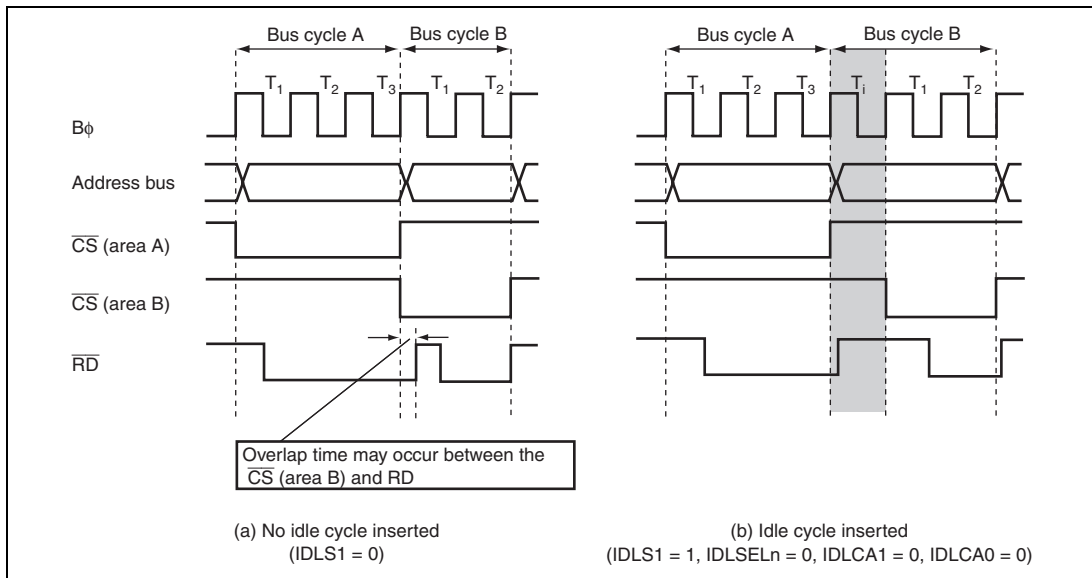 Bus cycle A Bus cycle B
T1 T2 T3 T1 T2
Bϕ
Address bus
CS (area A)
CS (area B)
RD
Overlap time may occur between the
CS (area B) and RD
(a) No idle cycle inserted
(IDLS1 = 0)
Bus cycle A Bus cycle B
T1 T2 T3 Ti T1 T2
(b) Idle cycle inserted
(IDLS1 = 1, IDLSELn = 0, IDLCA1 = 0, IDLCA0 = 0)